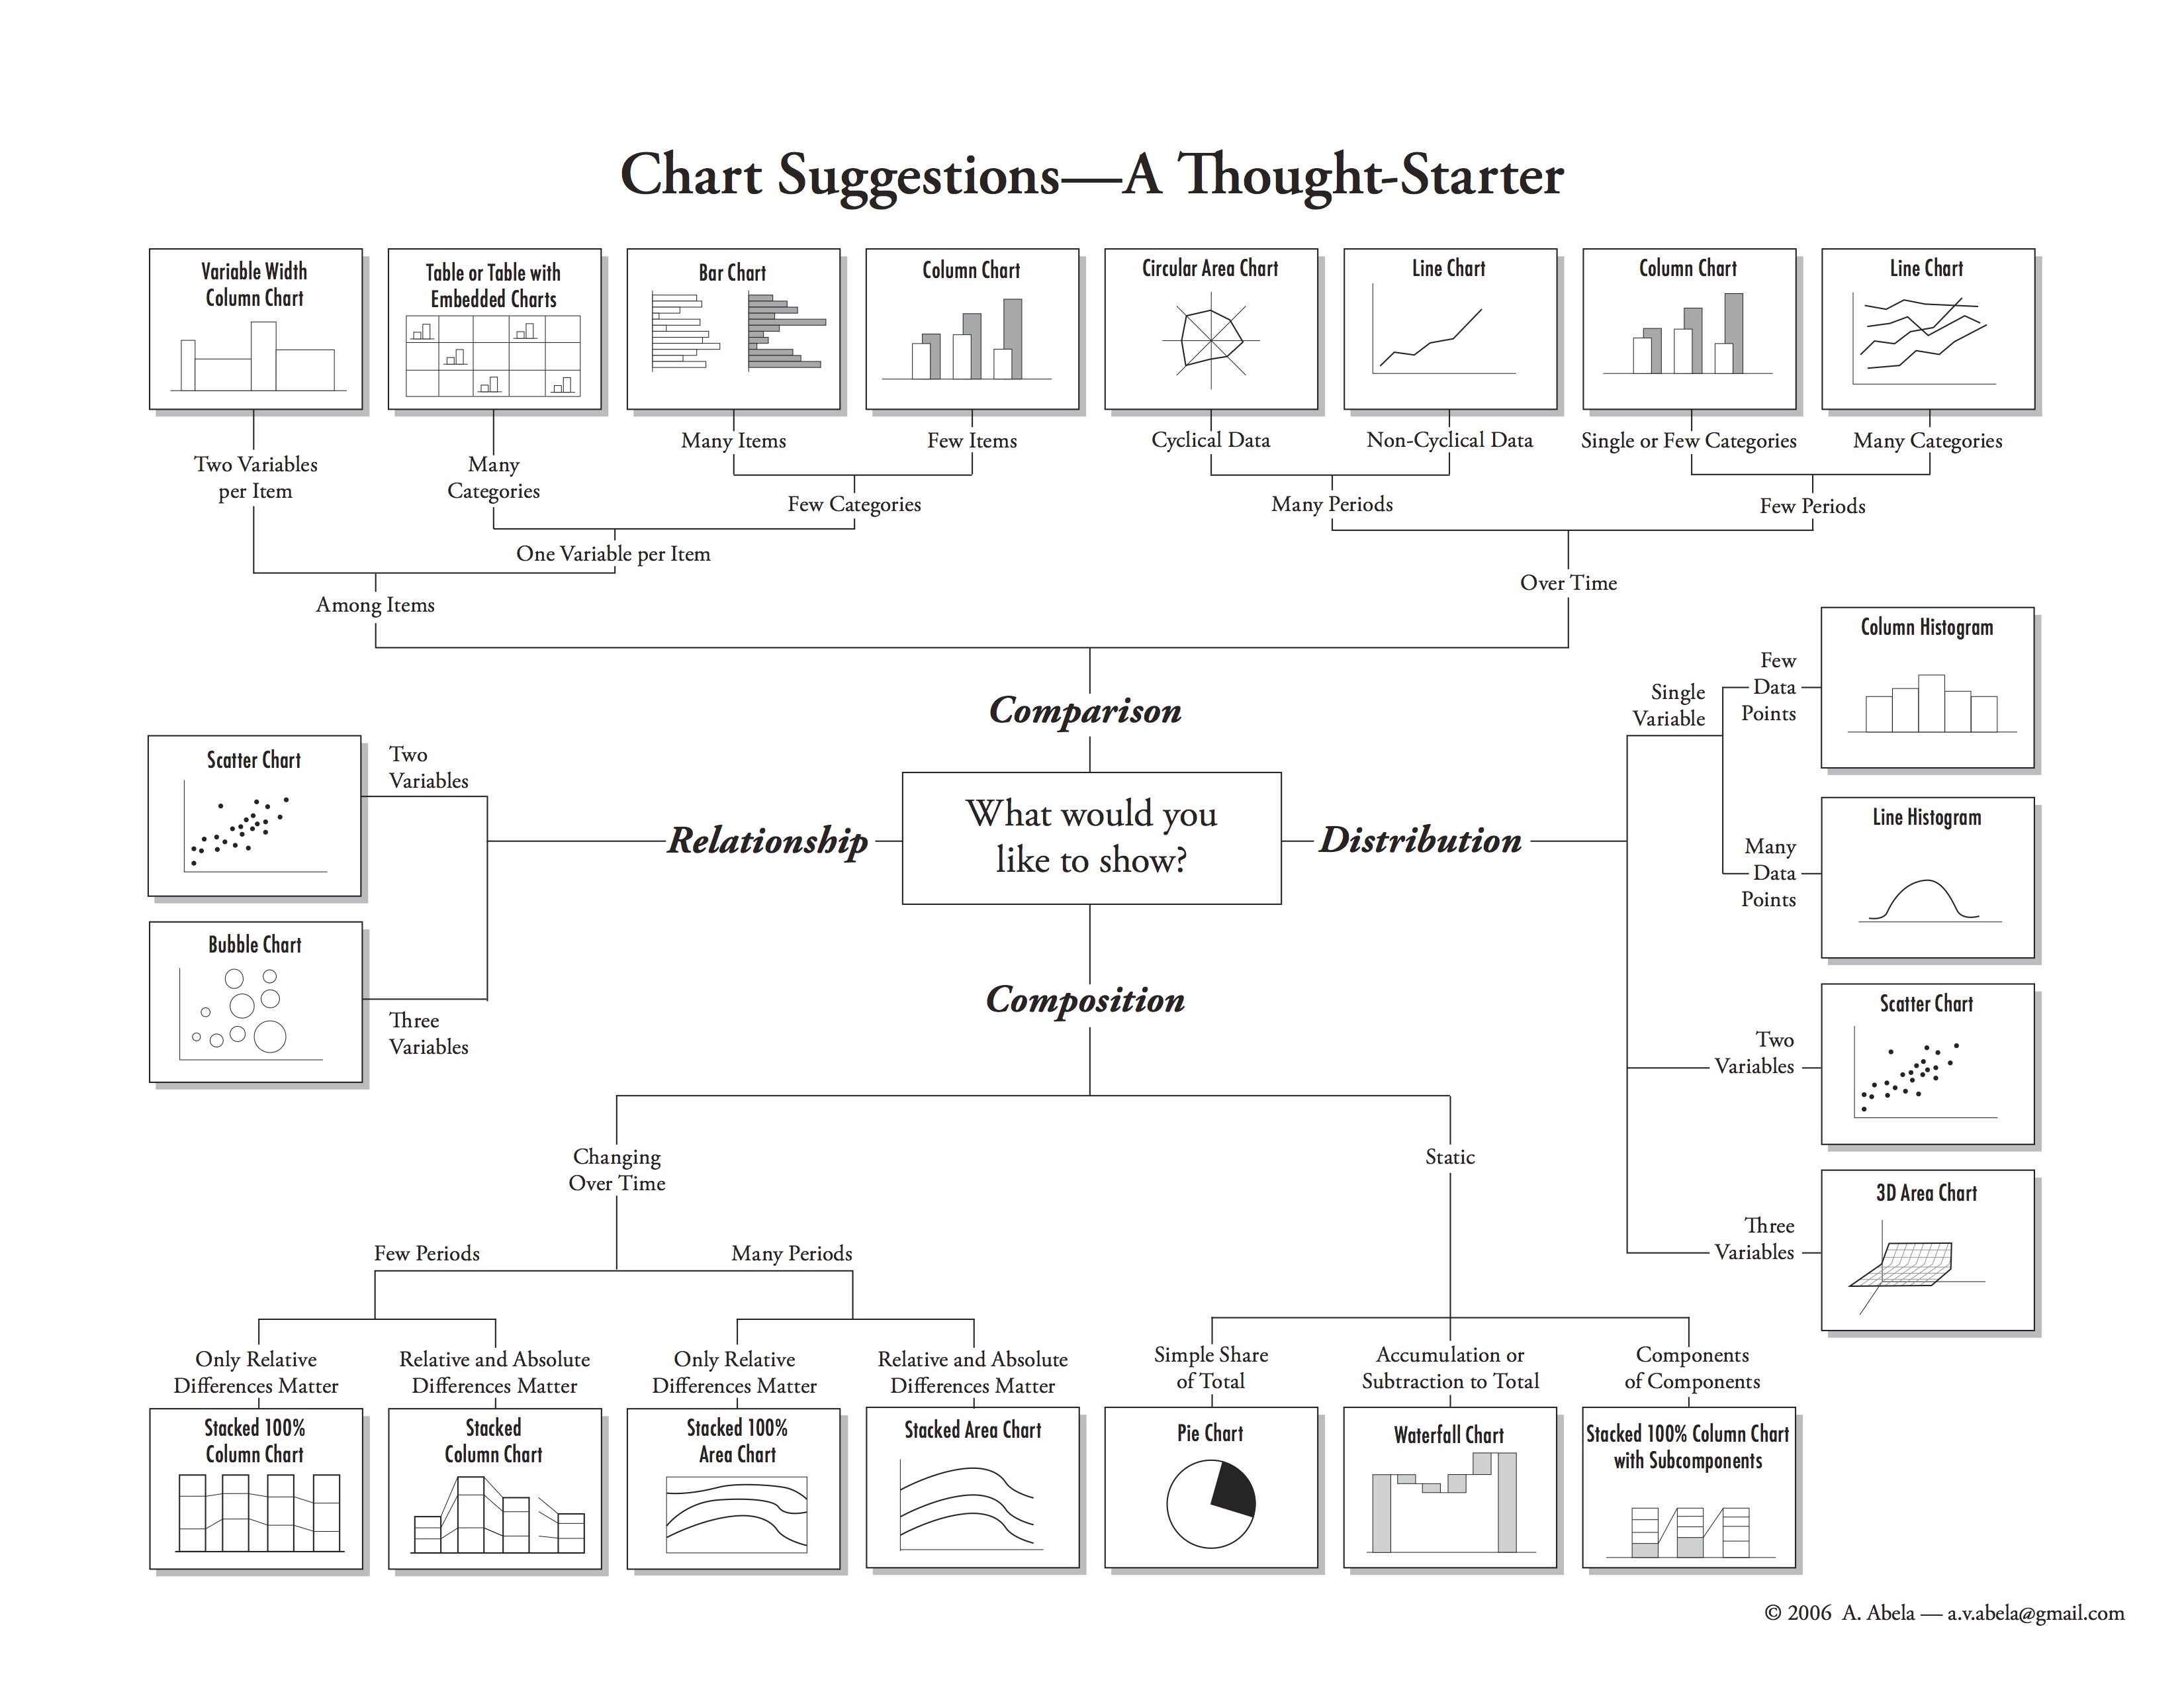 Chart Suggestions—A Thought-Starter
Variable Width
Column Chart
Table or Table with
Embedded Charts
Bar Chart
Column Chart
Circular Area Chart
Line Chart
Column Chart
Line Chart
Two Variables
per Item
Many
Categories
Many Items
Few Items
Cyclical Data
Non-Cyclical Data
Single or Few Categories
Many Categories
Few Categories
Many Periods
Few Periods
One Variable per Item
Among Items
Over Time
Comparison
What would you
like to show?
Relationship
Two
Variables
Scatter Chart
Bubble Chart
Three
Variables
Distribution
Single
Variable
Few
Data
Points
Column Histogram
Many
Data
Points
Line Histogram
Two
Variables
Scatter Chart
Three
Variables
3D Area Chart
Composition
Changing
Over Time
Static
Few Periods
Many Periods
Only Relative
Differences Matter
Relative and Absolute
Differences Matter
Only Relative
Differences Matter
Relative and Absolute
Differences Matter
Simple Share
of Total
Accumulation or
Subtraction to Total
Components
of Components
Stacked 100%
Column Chart
Stacked
Column Chart
Stacked 100%
Area Chart
Stacked Area Chart
Pie Chart
Waterfall Chart
Stacked 100% Column Chart
with Subcomponents
© 2006 A. Abela — a.v.abela@gmail.com